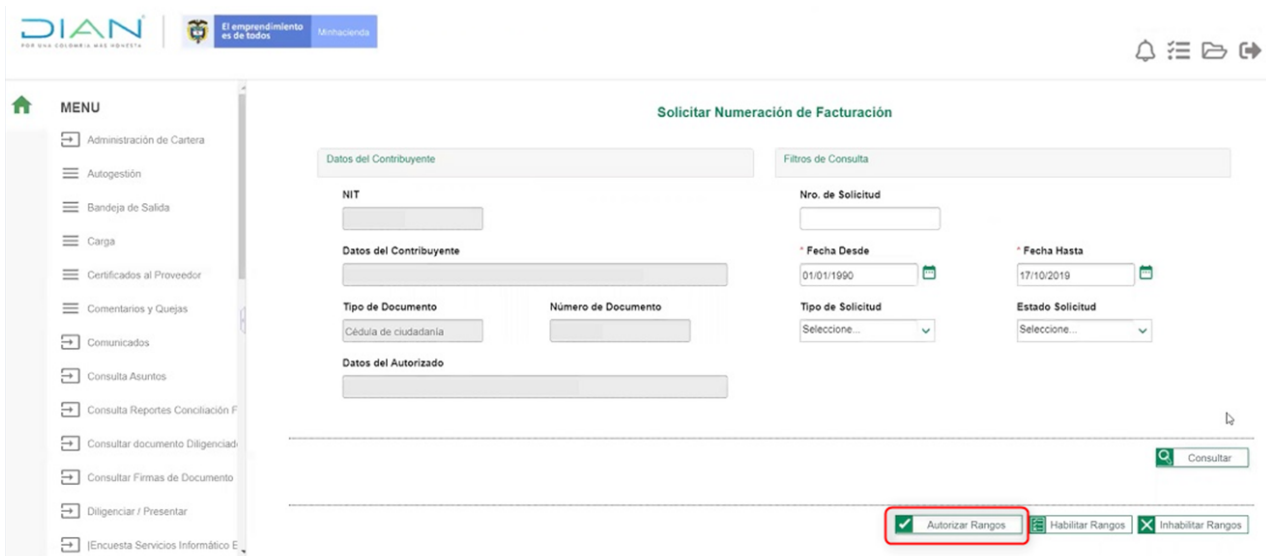 DIAN
POR UNA COLOMBIA MÁS HONESTA
El emprendimiento
es de todos
Minhacienda
MENU
Administración de Cartera
Autogestión
Bandeja de Salida
Carga
Certificados al Proveedor
Comentarios y Quejas
Comunicados
Consulta Asuntos
Consulta Reportes Conciliación F
Consultar documento Diligenciad
Consultar Firmas de Documento
Diligenciar / Presentar
|Encuesta Servicios Informático E
Solicitar Numeración de Facturación
Datos del Contribuyente
NIT
Datos del Contribuyente
Tipo de Documento
Número de Documento
Cédula de ciudadanía
Datos del Autorizado
Filtros de Consulta
Nro. de Solicitud
* Fecha Desde
* Fecha Hasta
01/01/1990
17/10/2019
Tipo de Solicitud
Estado Solicitud
Seleccione...
Seleccione...
Consultar
Autorizar Rangos
Habilitar Rangos
Inhabilitar Rangos